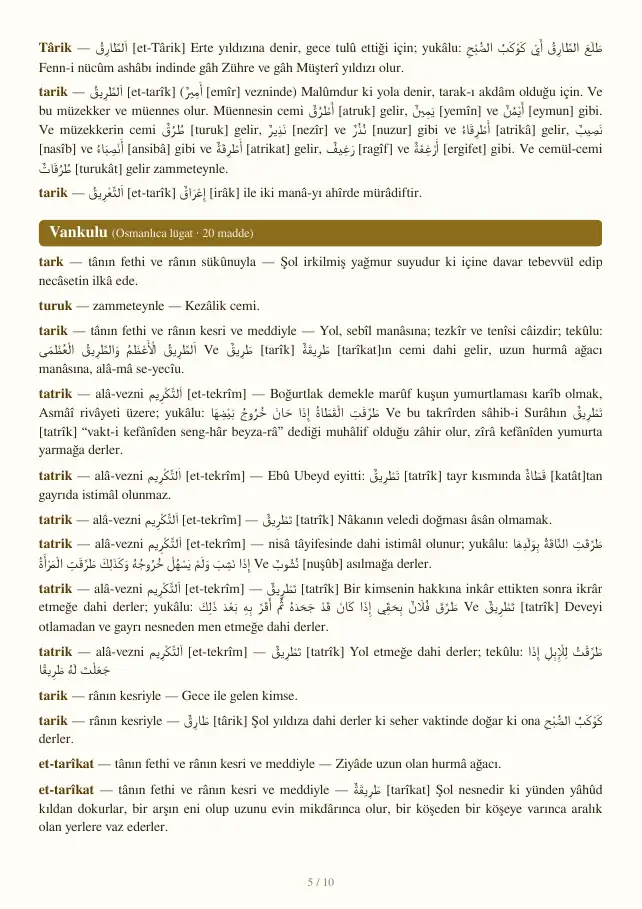 Târik — اَلطَّارِقُ [et-Târik] Erte yıldızına denir, gece tulû ettiği için; yukâlu: طَلَعَ الطَّارِقُ أَيْ كَوْكَبُ الصُّبْحِ
Fenn-i nücûm ashâbı indinde gâh Zühre ve gâh Müşterî yıldızı olur.
tarik — اَلطَّرِيقُ [et-tarîk] (أَمِيرٌ [emîr] vezninde) Malûmdur ki yola denir, tarak-ı akdâm olduğu için. Ve
bu müzekker ve müennes olur. Müennesin cemi أَطْرُقٌ [atruk] gelir, يَمِينٌ [yemîn] ve أَيْمُنٌ [eymun] gibi.
Ve müzekkerin cemi طُرُقٌ [turuk] gelir, نَذِيرٌ [nezîr] ve نُذُرٌ [nuzur] gibi ve أَطْرِقَاءُ [atrikâ] gelir, نَصِيبٌ
[nasîb] ve أَنْصِبَاءُ [ansibâ] gibi ve أَطْرِقَةٌ [atrikat] gelir, رَغِيفٌ [ragîf] ve أَرْغِفَةٌ [ergifet] gibi. Ve cemül-cemi
طُرُقَاتٌ [turukât] gelir zammeteynle.
tarik — اَلتَّعْرِيقُ [et-tarîk] إِعْرَاقٌ [irâk] ile iki manâ-yı ahîrde mürâdiftir.
Vankulu (Osmanlıca lügat · 20 madde)
tark — tânın fethi ve rânın sükûnuyla — Şol irkilmiş yağmur suyudur ki içine davar tebevvül edip
necâsetin ilkâ ede.
turuk — zammeteynle — Kezâlik cemi.
tarik — tânın fethi ve rânın kesri ve meddiyle — Yol, sebîl manâsına; tezkîr ve tenîsi câizdir; tekûlu:
اَلطَّرِيقُ الْأَعْظَمُ وَالطَّرِيقُ الْعُظْمَى Ve طَرِيقٌ [tarîk] طَرِيقَةٌ [tarîkat]ın cemi dahi gelir, uzun hurmâ ağacı
manâsına, alâ-mâ se-yecîu.
tatrik — alâ-vezni اَلتَّكْرِيم [et-tekrîm] — Boğurtlak demekle marûf kuşun yumurtlaması karîb olmak,
Asmâî rivâyeti üzere; yukâlu: طَرَّقَتِ الْقَطَاةُ إِذَا حَانَ خُرُوجُ بَيْضِهَا Ve bu takrîrden sâhib-i Surâhın تَطْرِيقٌ
[tatrîk] “vakt-i kefânîden seng-hâr beyza-râ” dediği muhâlif olduğu zâhir olur, zîrâ kefânîden yumurta
yarmağa derler.
tatrik — alâ-vezni اَلتَّكْرِيم [et-tekrîm] — Ebû Ubeyd eyitti: تَطْرِيقٌ [tatrîk] tayr kısmında قَطَاةٌ [katât]tan
gayrıda istimâl olunmaz.
tatrik — alâ-vezni اَلتَّكْرِيم [et-tekrîm] — تَطْرِيقٌ [tatrîk] Nâkanın veledi doğması âsân olmamak.
tatrik — alâ-vezni اَلتَّكْرِيم [et-tekrîm] — nisâ tâyifesinde dahi istimâl olunur; yukâlu: طَرَّقَتِ النَّاقَةُ بِوَلَدِهَا
إِذَا نَشِبَ وَلَمْ يَسْهُلْ خُرُوجُهُ وَكَذَلِكَ طَرَّقَتِ الْمَرْأَةُ Ve نُشُوبٌ [nuşûb] asılmağa derler.
tatrik — alâ-vezni اَلتَّكْرِيم [et-tekrîm] — تَطْرِيقٌ [tatrîk] Bir kimsenin hakkına inkâr ettikten sonra ikrâr
etmeğe dahi derler; yukâlu: طَرَّقَ فُلَانٌ بِحَقِّي إِذَا كَانَ قَدْ جَحَدَهُ ثُمَّ أَقَرَّ بِهِ بَعْدَ ذَلِكَ Ve تَطْرِيقٌ [tatrîk] Deveyi
otlamadan ve gayrı nesneden men etmeğe dahi derler.
tatrik — alâ-vezni اَلتَّكْرِيم [et-tekrîm] — تَطْرِيقٌ [tatrîk] Yol etmeğe dahi derler; tekûlu: طَرَّقْتُ لِلْإِبِلِ إِذَا
جَعَلْتَ لَهُ طَرِيقًا
tarik — rânın kesriyle — Gece ile gelen kimse.
tarik — rânın kesriyle — طَارِقٌ [târik] Şol yıldıza dahi derler ki seher vaktinde doğar ki ona كَوْكَبُ الصُّبْحِ
derler.
et-tarîkat — tânın fethi ve rânın kesri ve meddiyle — Ziyâde uzun olan hurmâ ağacı.
et-tarîkat — tânın fethi ve rânın kesri ve meddiyle — طَرِيقَةٌ [tarîkat] Şol nesnedir ki yünden yâhûd
kıldan dokurlar, bir arşın eni olup uzunu evin mikdârınca olur, bir köşeden bir köşeye varınca aralık
olan yerlere vaz ederler.
5 / 10